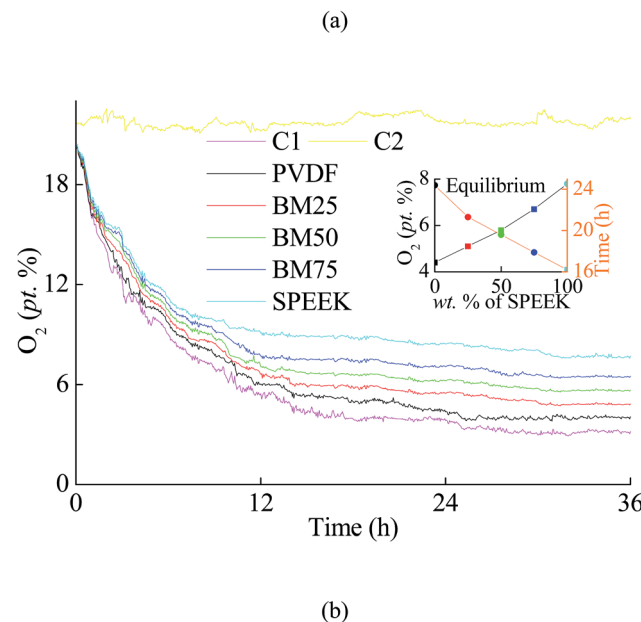 (a)
C1 C2
PVDF
BM25
BM50
BM75
SPEEK
O2 (pt. %)
18
12
6
0
0 12 24 36
Time (h)
Equilibrium
O2 (pt. %)
8
6
4
24
20
16
Time (h)
0 50 100
wt. % of SPEEK
(b)